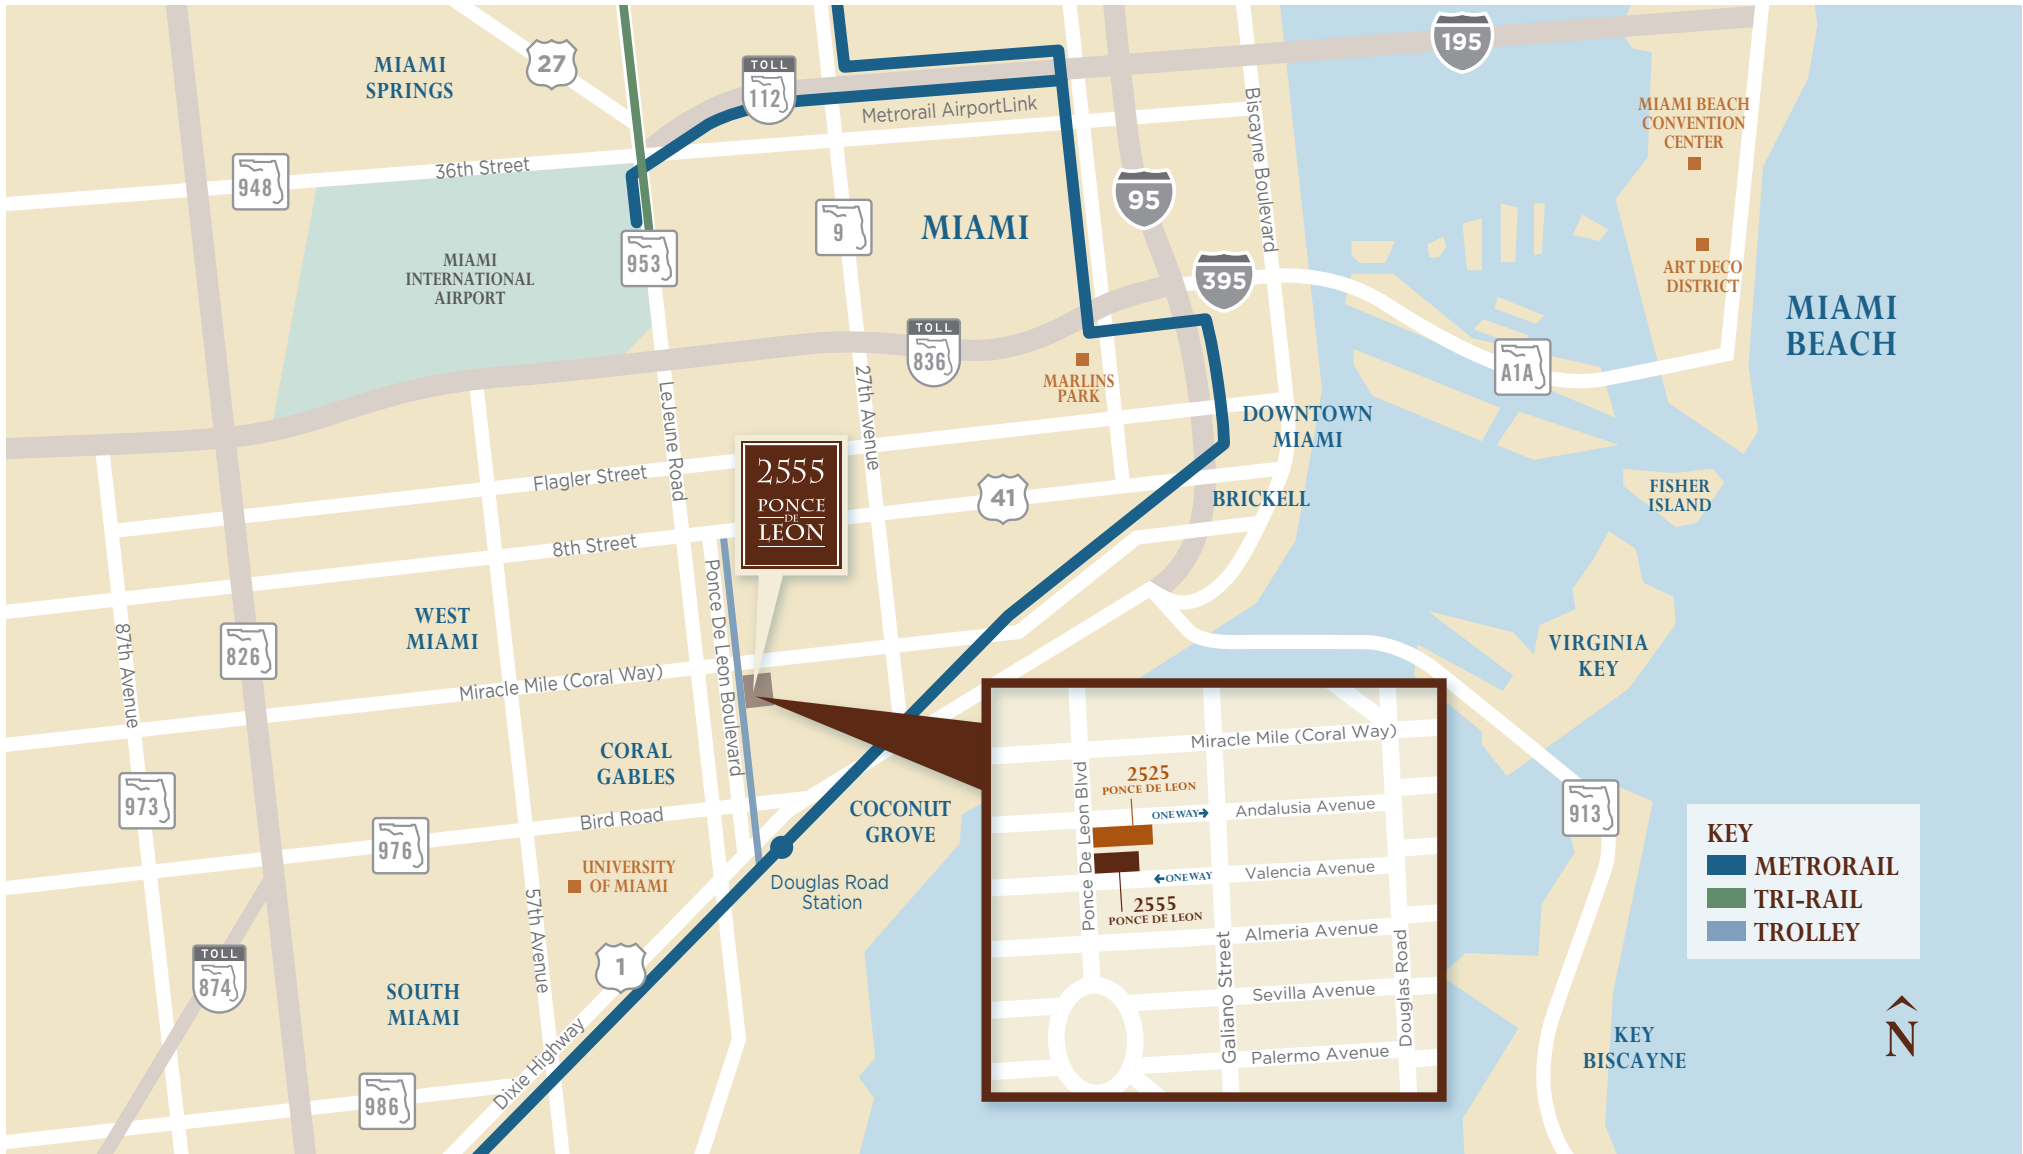 MIAMI
SPRINGS
27
TOLL
112
Metrorail AirportLink
195
MIAMI BEACH
CONVENTION
CENTER
948
36th Street
Biscayne Boulevard
95
9
MIAMI
953
MIAMI
INTERNATIONAL
AIRPORT
395
ART DECO
DISTRICT
MIAMI
BEACH
TOLL
836
MARLINS
PARK
A1A
LeJeune Road
27th Avenue
DOWNTOWN
MIAMI
2555
PONCE
DE
LEON
Flagler Street
41
BRICKELL
FISHER
ISLAND
8th Street
Ponce De Leon Boulevard
WEST
MIAMI
87th Avenue
826
VIRGINIA
KEY
Miracle Mile (Coral Way)
CORAL
GABLES
973
976
Bird Road
COCONUT
GROVE
UNIVERSITY
OF MIAMI
Douglas Road
Station
57th Avenue
1
TOLL
874
SOUTH
MIAMI
Dixie Highway
986
Miracle Mile (Coral Way)
Ponce De Leon Blvd
2525
PONCE DE LEON
ONE WAY
Andalusia Avenue
ONE WAY
Valencia Avenue
2555
PONCE DE LEON
Almeria Avenue
Galiano Street
Douglas Road
Sevilla Avenue
Palermo Avenue
913
KEY
METRORAIL
TRI-RAIL
TROLLEY
KEY
BISCAYNE
N